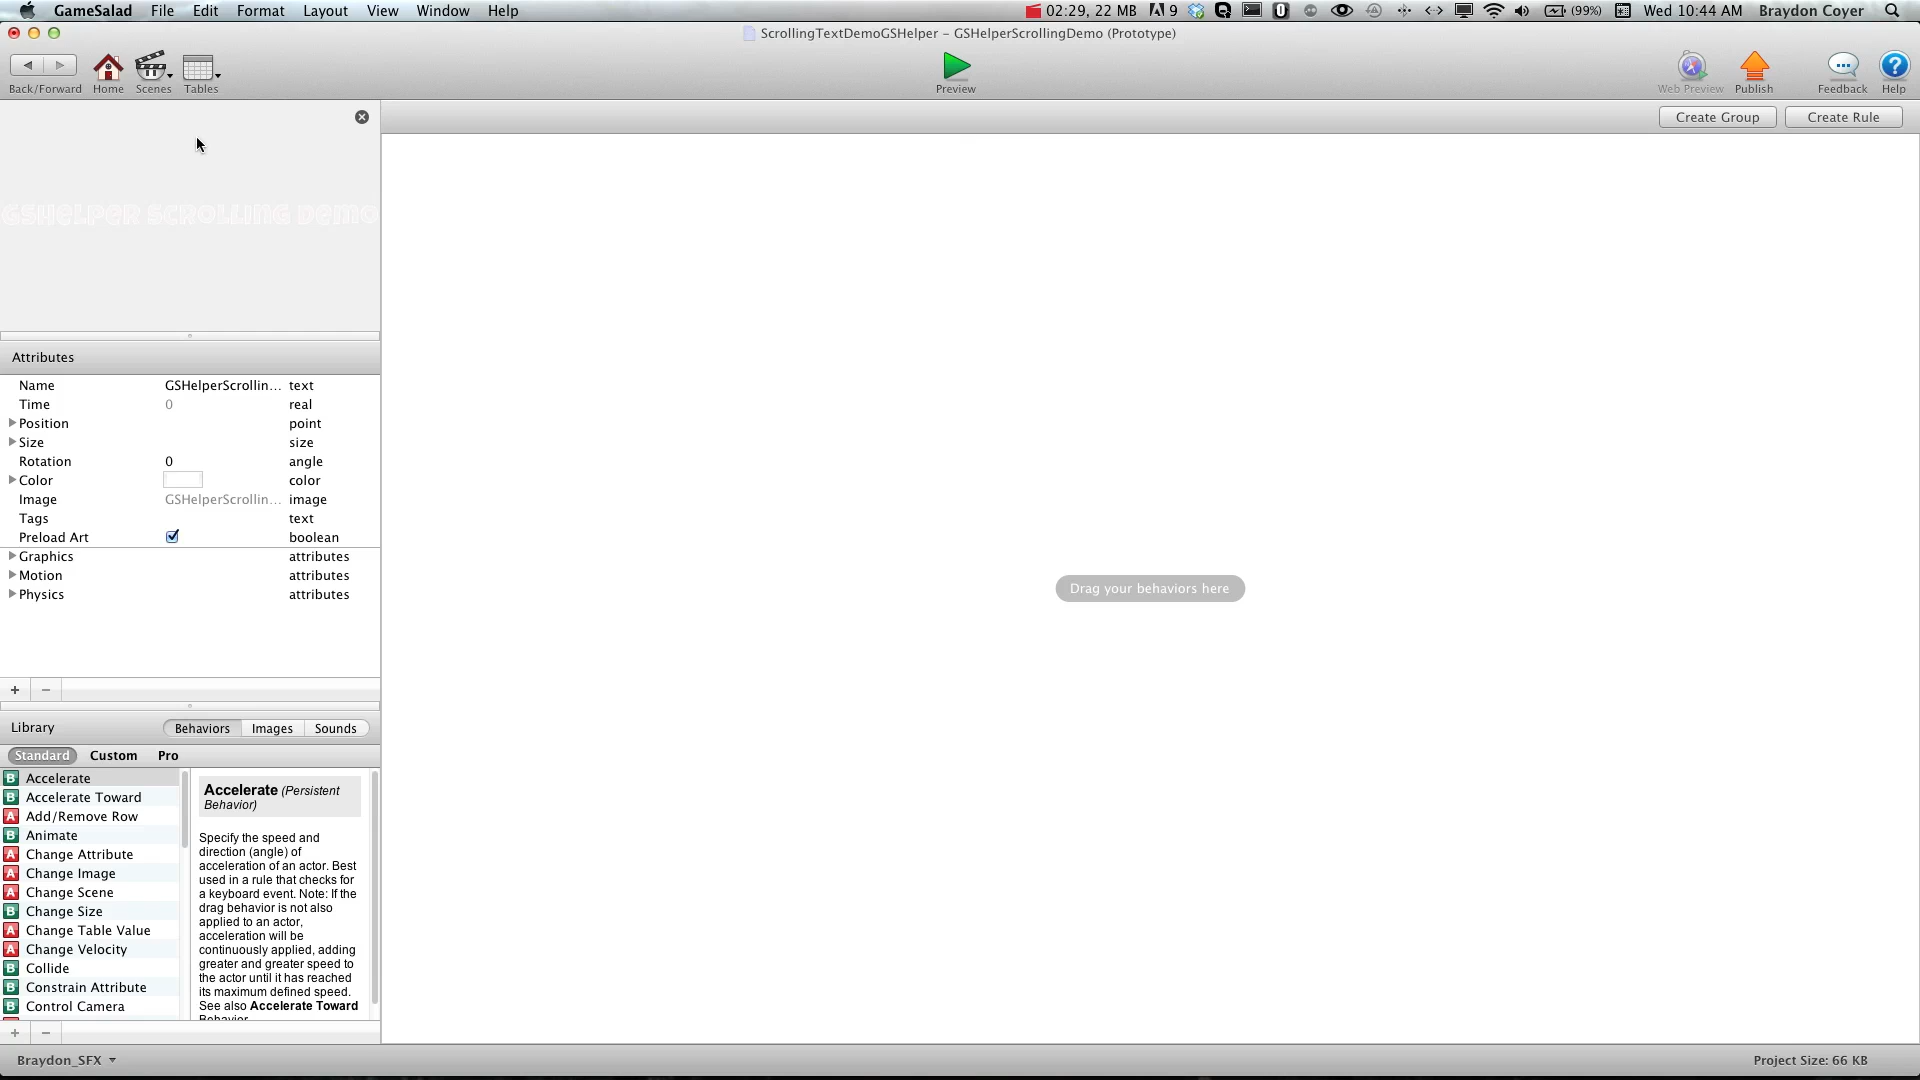 GameSalad File Edit Format Layout View Window Help 02:29, 22 MB 9 (99%) Wed 10:44 AM Braydon Coyer
ScrollingTextDemoGSHelper – GSHelperScrollingDemo (Prototype)
Back/Forward Home Scenes Tables Preview Web Preview Publish Feedback Help
Create Group Create Rule
GSHELPER SCROLLING DEMO
Attributes
Name GSHelperScrollin... text
Time 0 real
Position point
Size size
Rotation 0 angle
Color color
Image GSHelperScrollin... image
Tags text
Preload Art boolean
Graphics attributes
Motion attributes
Physics attributes
Drag your behaviors here
+ −
Library Behaviors Images Sounds
Standard Custom Pro
B Accelerate
B Accelerate Toward
A Add/Remove Row
B Animate
A Change Attribute
A Change Image
A Change Scene
B Change Size
A Change Table Value
A Change Velocity
B Collide
B Constrain Attribute
B Control Camera
Accelerate (Persistent
Behavior)
Specify the speed and
direction (angle) of
acceleration of an actor. Best
used in a rule that checks for
a keyboard event. Note: If the
drag behavior is not also
applied to an actor,
acceleration will be
continuously applied, adding
greater and greater speed to
the actor until it has reached
its maximum defined speed.
See also Accelerate Toward
Behavior
+ −
Braydon_SFX Project Size: 66 KB